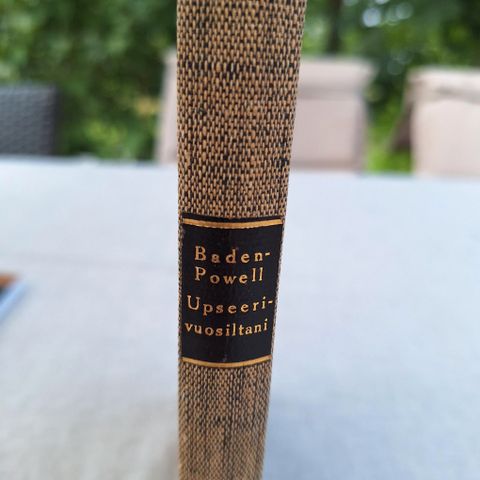 Baden-
Powell
Upseeri-
vuosiltani